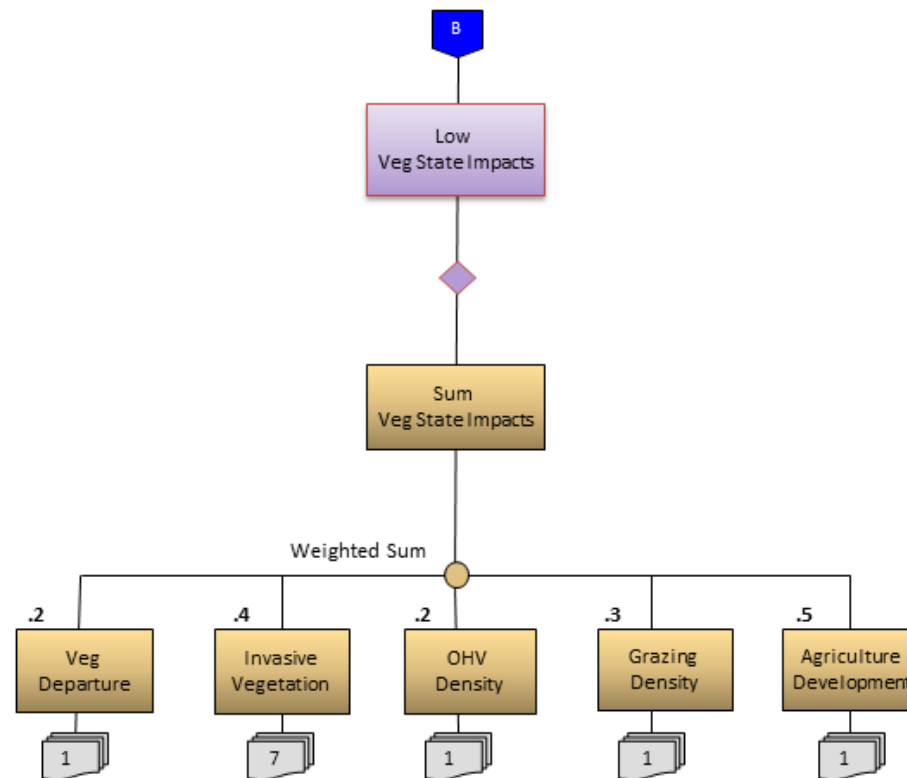 B
Low
Veg State Impacts
Sum
Veg State Impacts
Weighted Sum
.2
.4
.2
.3
.5
Veg
Departure
Invasive
Vegetation
OHV
Density
Grazing
Density
Agriculture
Development
1
7
1
1
1